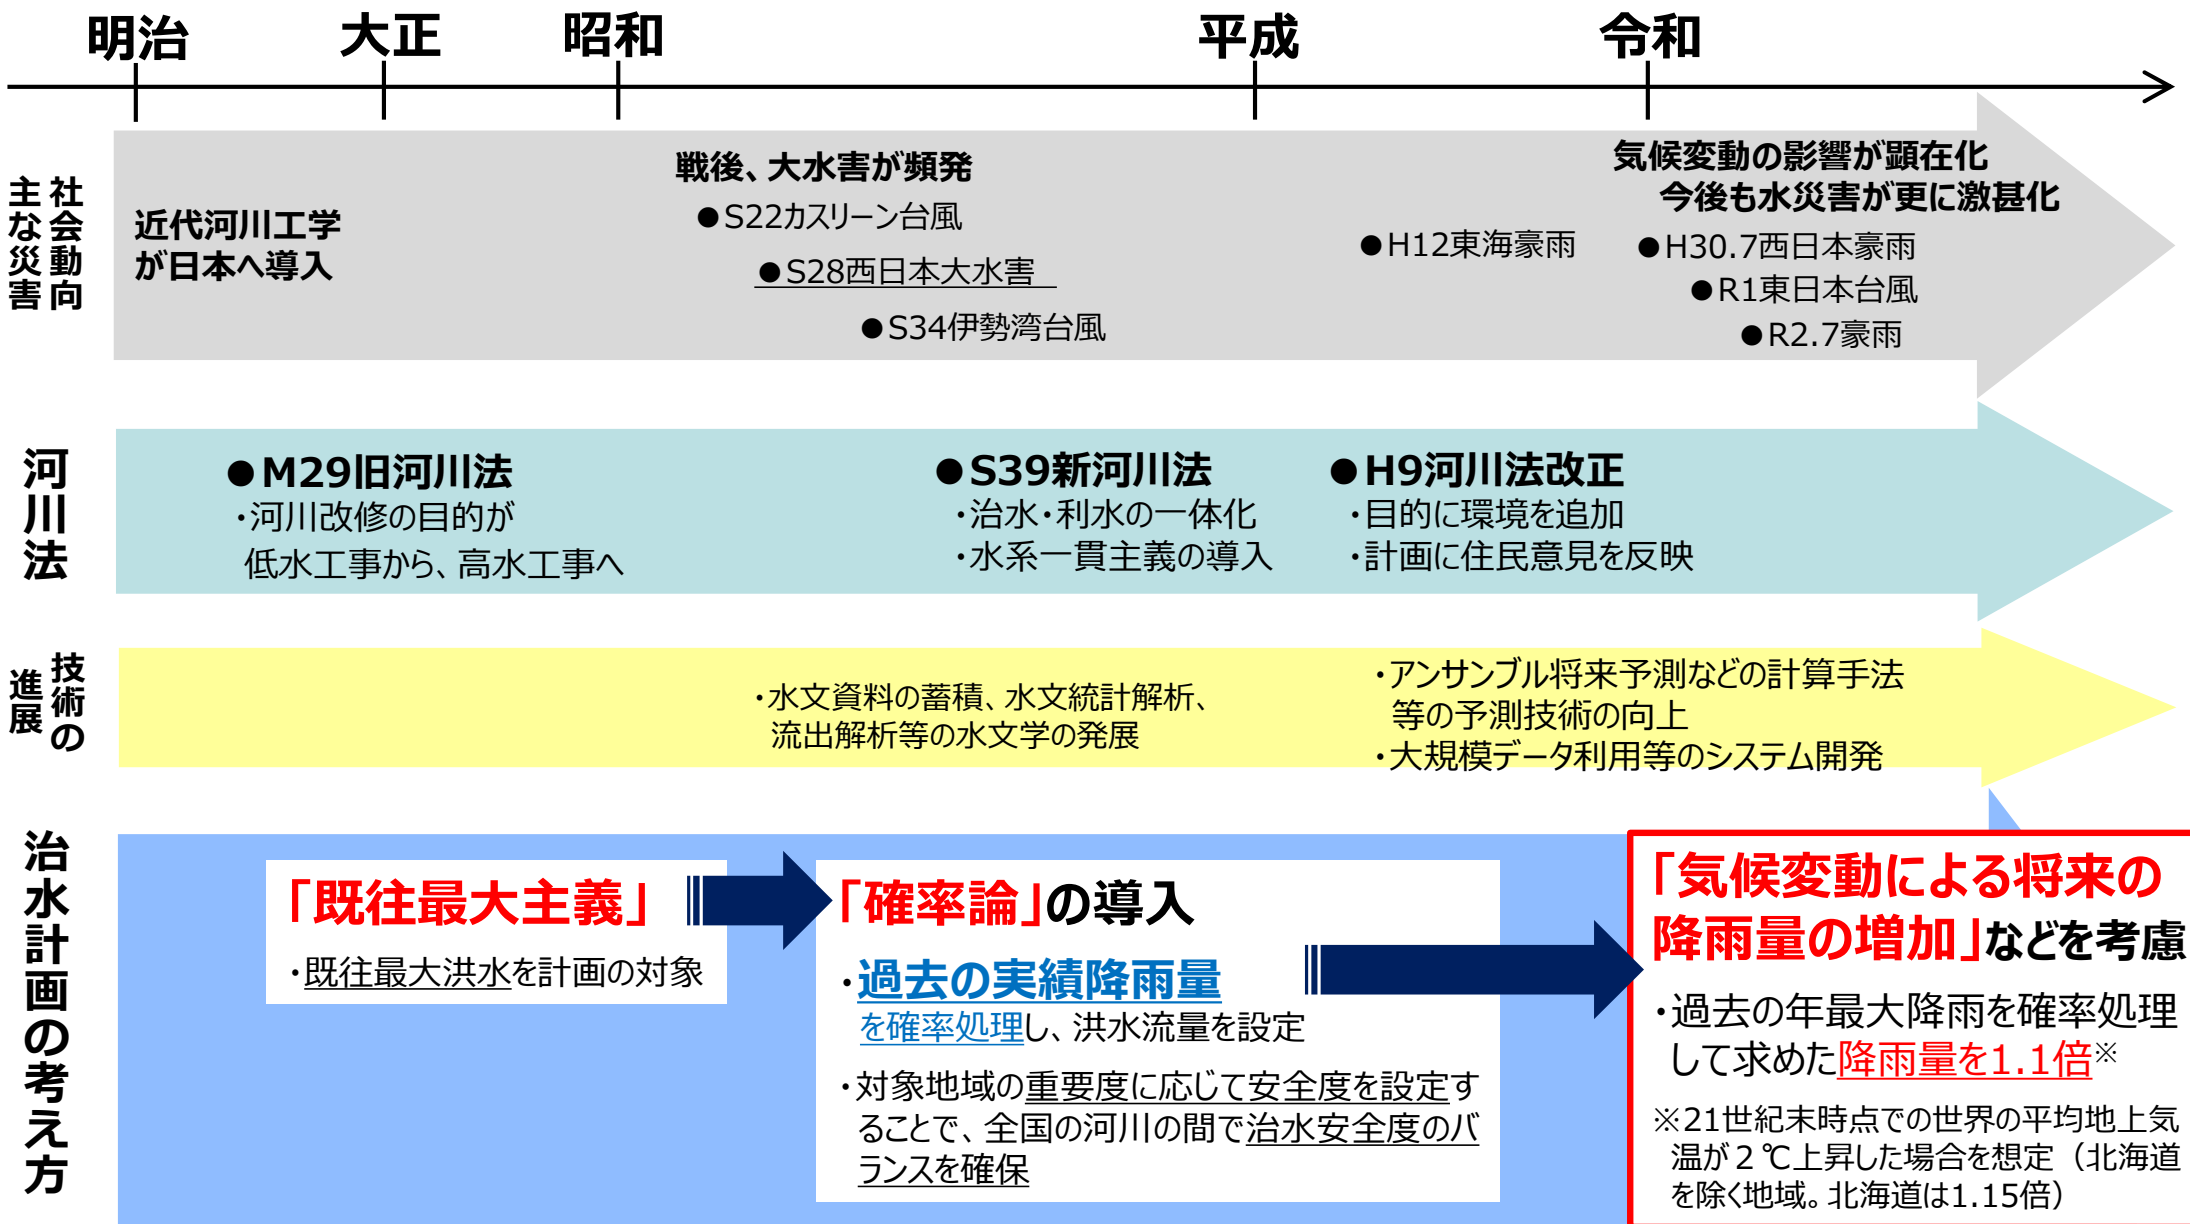 明治
大正
昭和
平成
令和
社会動向
主な災害
近代河川工学
が日本へ導入
戦後、大水害が頻発
●S22カスリーン台風
●S28西日本大水害
●S34伊勢湾台風
●H12東海豪雨
気候変動の影響が顕在化
今後も水災害が更に激甚化
●H30.7西日本豪雨
●R1東日本台風
●R2.7豪雨
河川法
●M29旧河川法
・河川改修の目的が
低水工事から、高水工事へ
●S39新河川法
・治水・利水の一体化
・水系一貫主義の導入
●H9河川法改正
・目的に環境を追加
・計画に住民意見を反映
技術の
進展
・水文資料の蓄積、水文統計解析、
流出解析等の水文学の発展
・アンサンブル将来予測などの計算手法
等の予測技術の向上
・大規模データ利用等のシステム開発
治水計画の考え方
「既往最大主義」
・既往最大洪水を計画の対象
「確率論」の導入
・過去の実績降雨量
を確率処理し、洪水流量を設定
・対象地域の重要度に応じて安全度を設定す
ることで、全国の河川の間で治水安全度のバ
ランスを確保
「気候変動による将来の
降雨量の増加」などを考慮
・過去の年最大降雨を確率処理
して求めた降雨量を1.1倍※
※21世紀末時点での世界の平均地上気
温が２℃上昇した場合を想定（北海道
を除く地域。北海道は1.15倍）